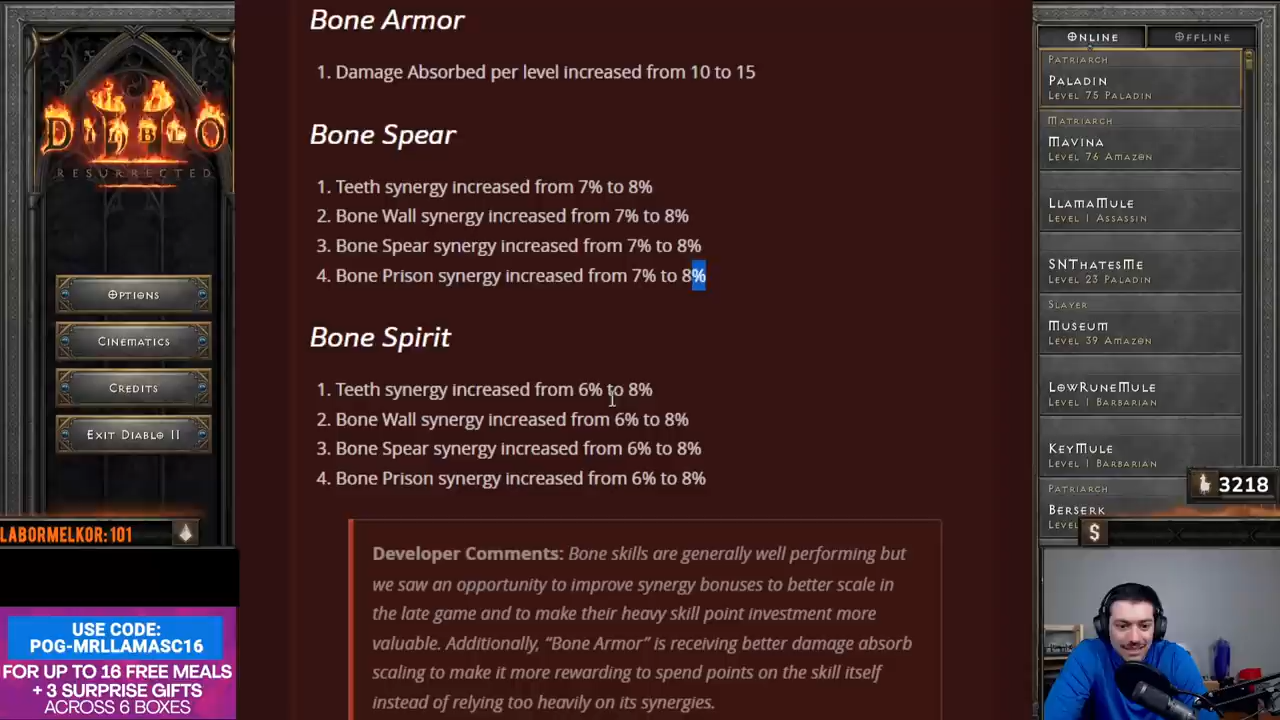 DIABLO
II
RESURRECTED
Options
Cinematics
Credits
Exit Diablo II
LABORMELKOR: 101
USE CODE:
POG-MRLLAMASC16
FOR UP TO 16 FREE MEALS
+ 3 SURPRISE GIFTS
ACROSS 6 BOXES
Bone Armor
1. Damage Absorbed per level increased from 10 to 15
Bone Spear
1. Teeth synergy increased from 7% to 8%
2. Bone Wall synergy increased from 7% to 8%
3. Bone Spear synergy increased from 7% to 8%
4. Bone Prison synergy increased from 7% to 8%
Bone Spirit
1. Teeth synergy increased from 6% to 8%
2. Bone Wall synergy increased from 6% to 8%
3. Bone Spear synergy increased from 6% to 8%
4. Bone Prison synergy increased from 6% to 8%
Developer Comments: Bone skills are generally well performing but
we saw an opportunity to improve synergy bonuses to better scale in
the late game and to make their heavy skill point investment more
valuable. Additionally, “Bone Armor” is receiving better damage absorb
scaling to make it more rewarding to spend points on the skill itself
instead of relying too heavily on its synergies.
Online
Offline
Patriarch
Paladin
Level 75 Paladin
Matriarch
Mavina
Level 76 Amazon
LlamaMule
Level 1 Assassin
SNThatesMe
Level 23 Paladin
Slayer
Museum
Level 39 Amazon
LowRuneMule
Level 1 Barbarian
KeyMule
Level 1 Barbarian
Patriarch
Berserk
Level
3218
$